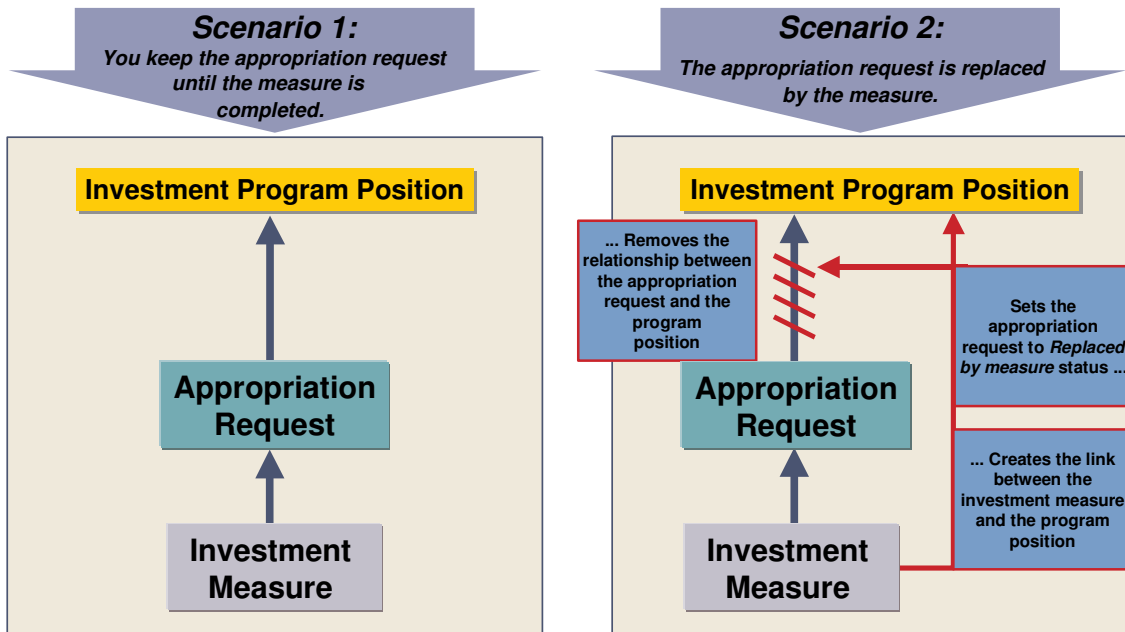 Scenario 1:
You keep the appropriation request
until the measure is
completed.
Investment Program Position
Appropriation
Request
Investment
Measure
Scenario 2:
The appropriation request is replaced
by the measure.
Investment Program Position
... Removes the
relationship between
the appropriation
request and the
program
position
Sets the
appropriation
request to Replaced
by measure status ...
Appropriation
Request
... Creates the link
between the
investment measure
and the program
position
Investment
Measure